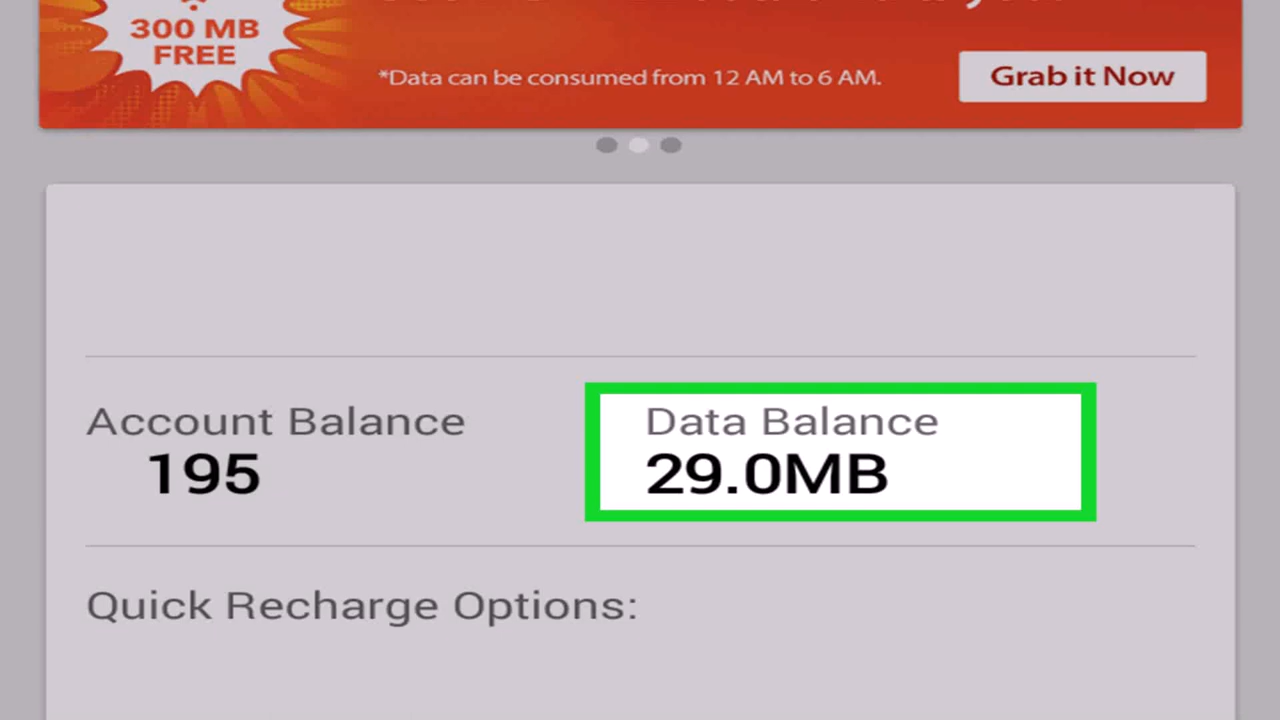 300 MB
FREE
*Data can be consumed from 12 AM to 6 AM.
Grab it Now
Account Balance
Data Balance
195
29.0MB
Quick Recharge Options: